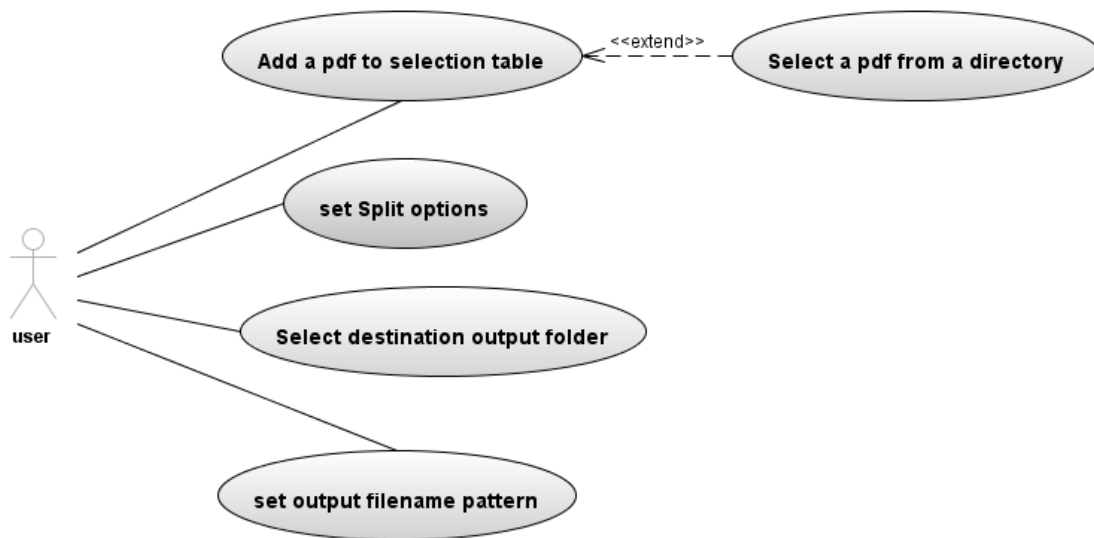 Add a pdf to selection table
<<extend>>
Select a pdf from a directory
set Split options
user
Select destination output folder
set output filename pattern